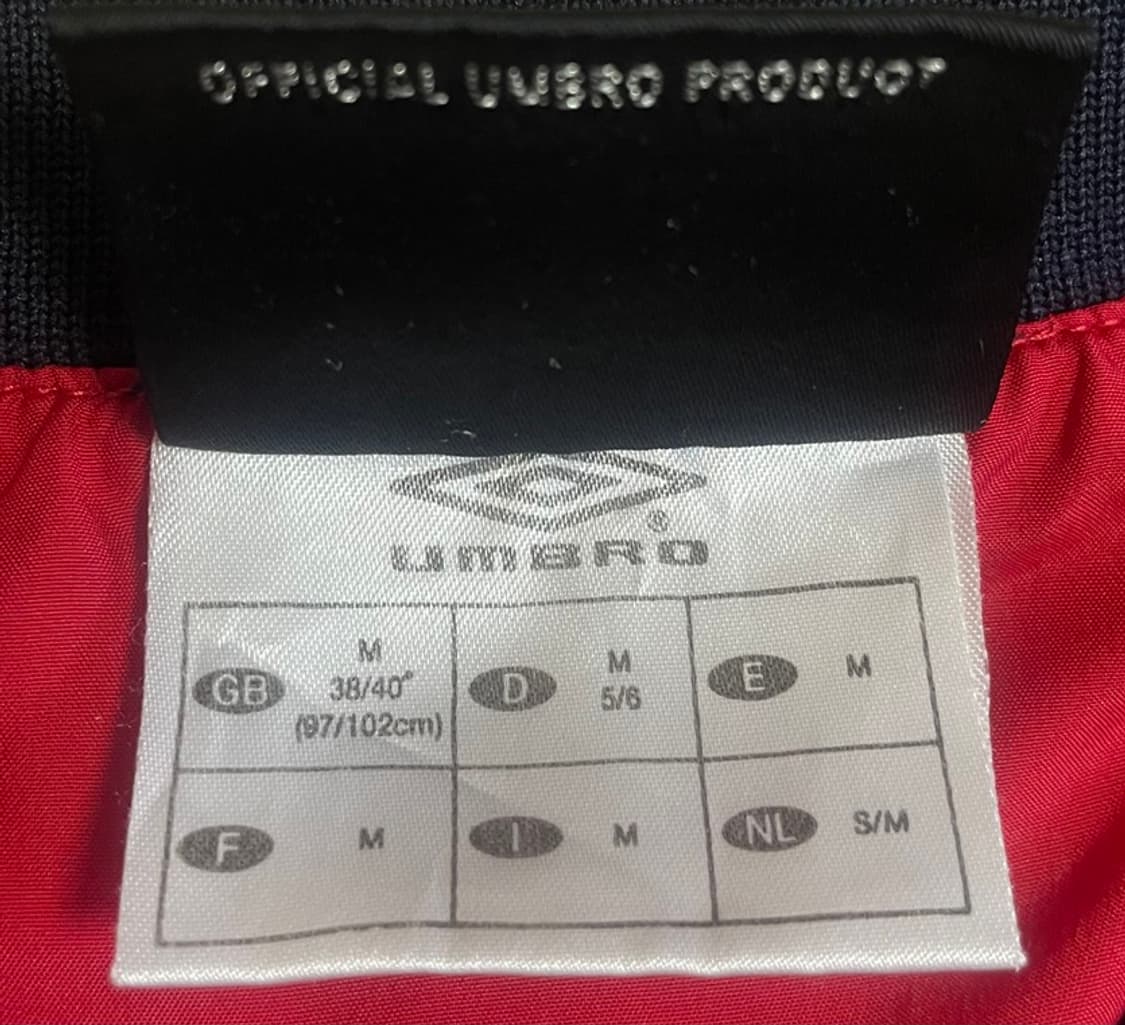 OFFICIAL UMBRO PRODUCT
®
UMBRO
GB M 38/40" (97/102cm)
D M 5/6
E M
F M
I M
NL S/M